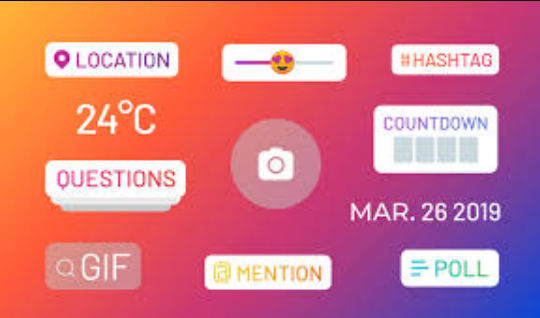 LOCATION
#HASHTAG
24°C
COUNTDOWN
QUESTIONS
MAR. 26 2019
GIF
@MENTION
POLL